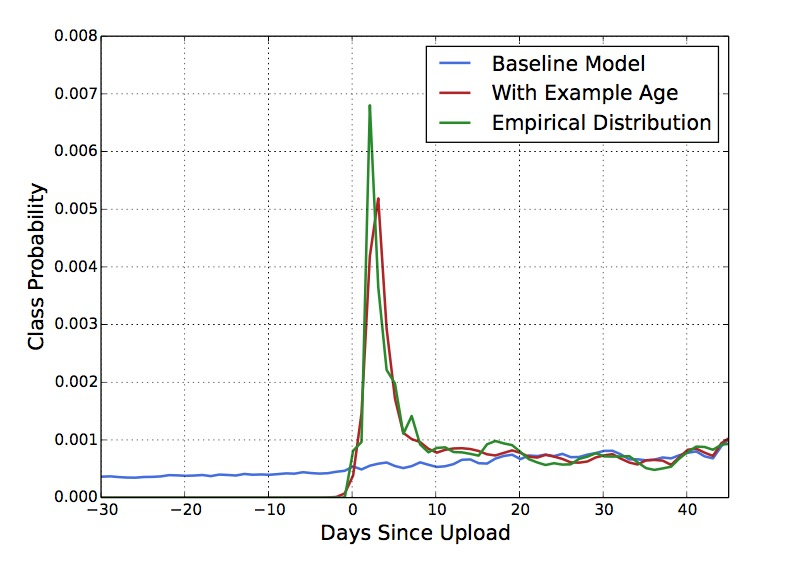 0.008
0.007
0.006
0.005
0.004
0.003
0.002
0.001
0.000
Class Probability
Baseline Model
With Example Age
Empirical Distribution
−30 −20 −10 0 10 20 30 40
Days Since Upload